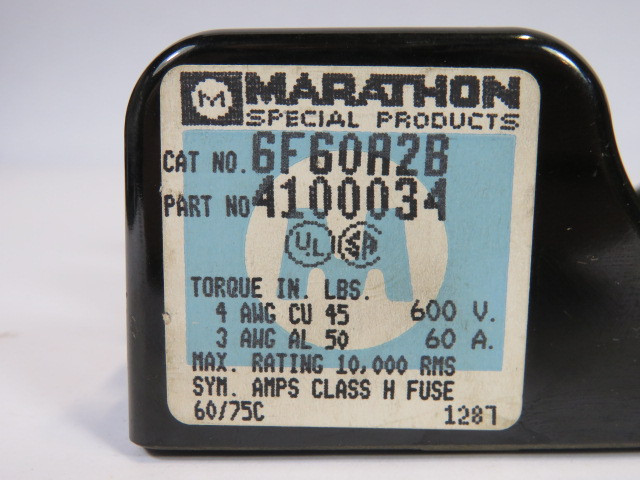 M MARATHON
SPECIAL PRODUCTS
CAT NO. 6F60A2B
PART NO 4100034
UL SA
TORQUE IN. LBS.
4 AWG CU 45 600 V.
3 AWG AL 50 60 A.
MAX. RATING 10,000 RMS
SYM. AMPS CLASS H FUSE
60/75C 1287